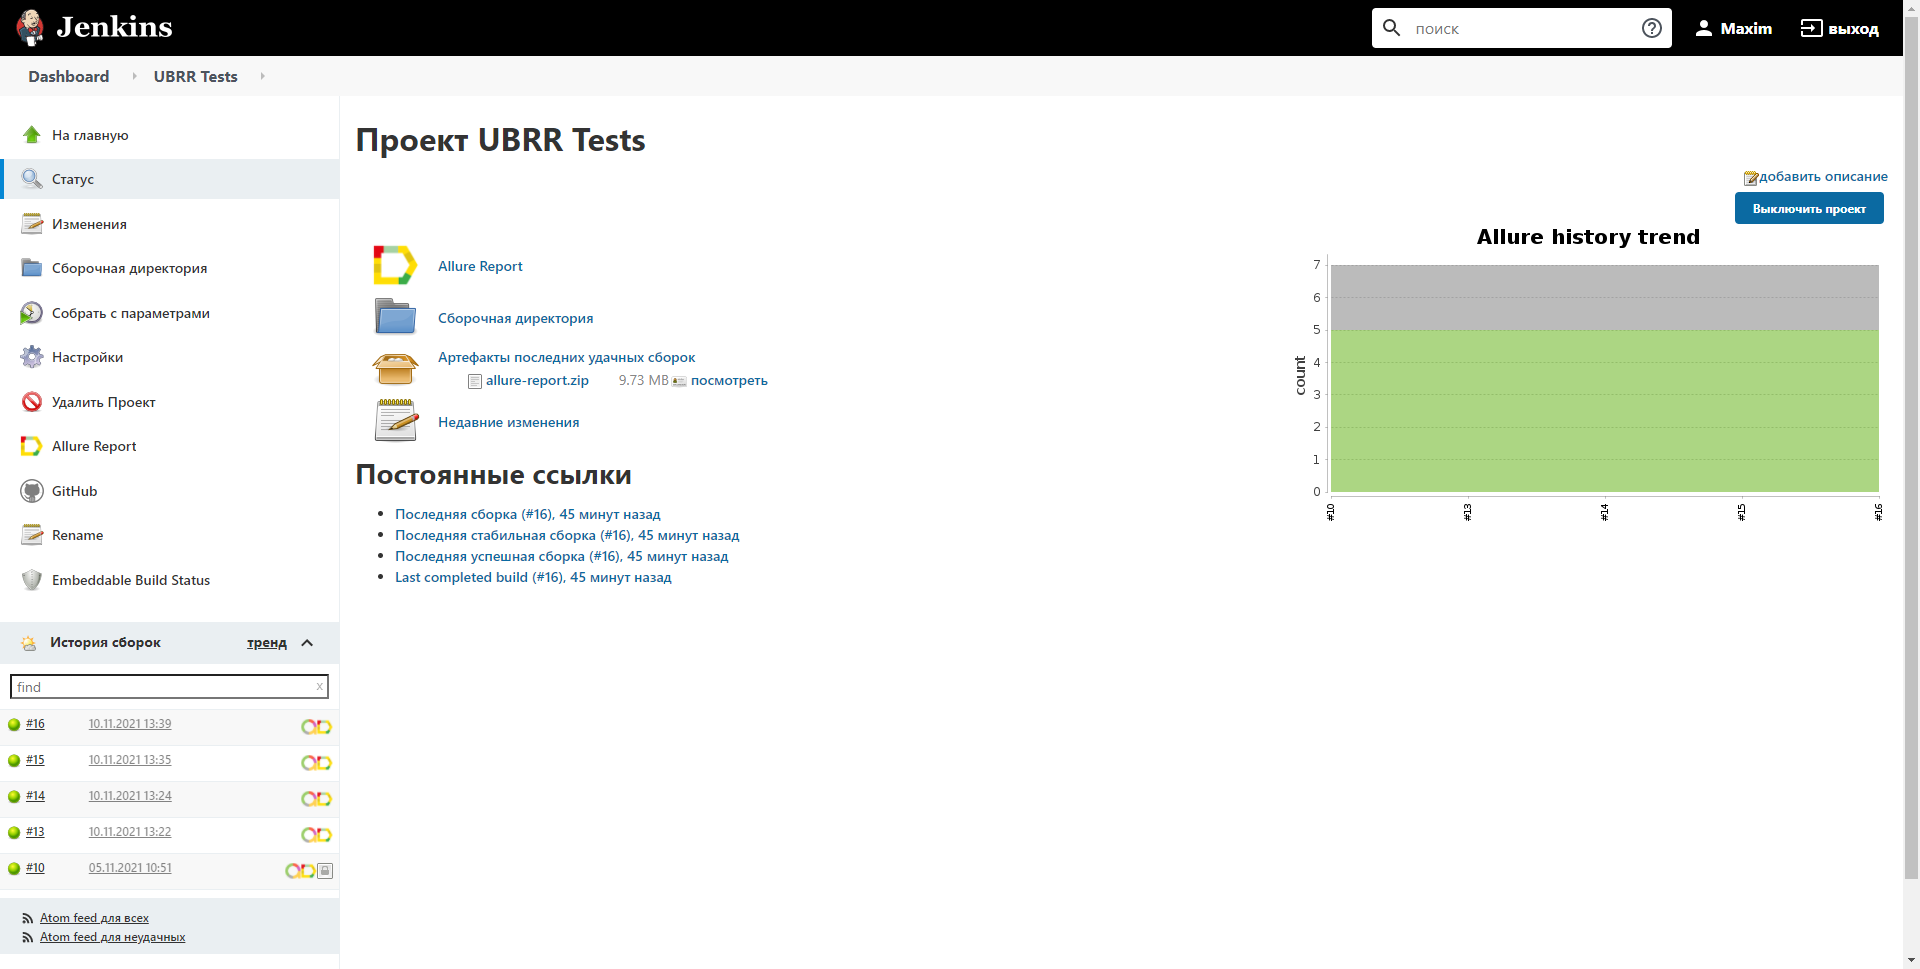 Jenkins
поиск
Maxim
выход
Dashboard
UBRR Tests
На главную
Статус
Изменения
Сборочная директория
Собрать с параметрами
Настройки
Удалить Проект
Allure Report
GitHub
Rename
Embeddable Build Status
История сборок
тренд
find
x
#16 10.11.2021 13:39
#15 10.11.2021 13:35
#14 10.11.2021 13:24
#13 10.11.2021 13:22
#10 05.11.2021 10:51
Atom feed для всех
Atom feed для неудачных
Проект UBRR Tests
добавить описание
Выключить проект
Allure Report
Сборочная директория
Артефакты последних удачных сборок
allure-report.zip 9.73 MB посмотреть
Недавние изменения
Постоянные ссылки
Последняя сборка (#16), 45 минут назад
Последняя стабильная сборка (#16), 45 минут назад
Последняя успешная сборка (#16), 45 минут назад
Last completed build (#16), 45 минут назад
Allure history trend
count
7
6
5
4
3
2
1
0
#10
#13
#14
#15
#16